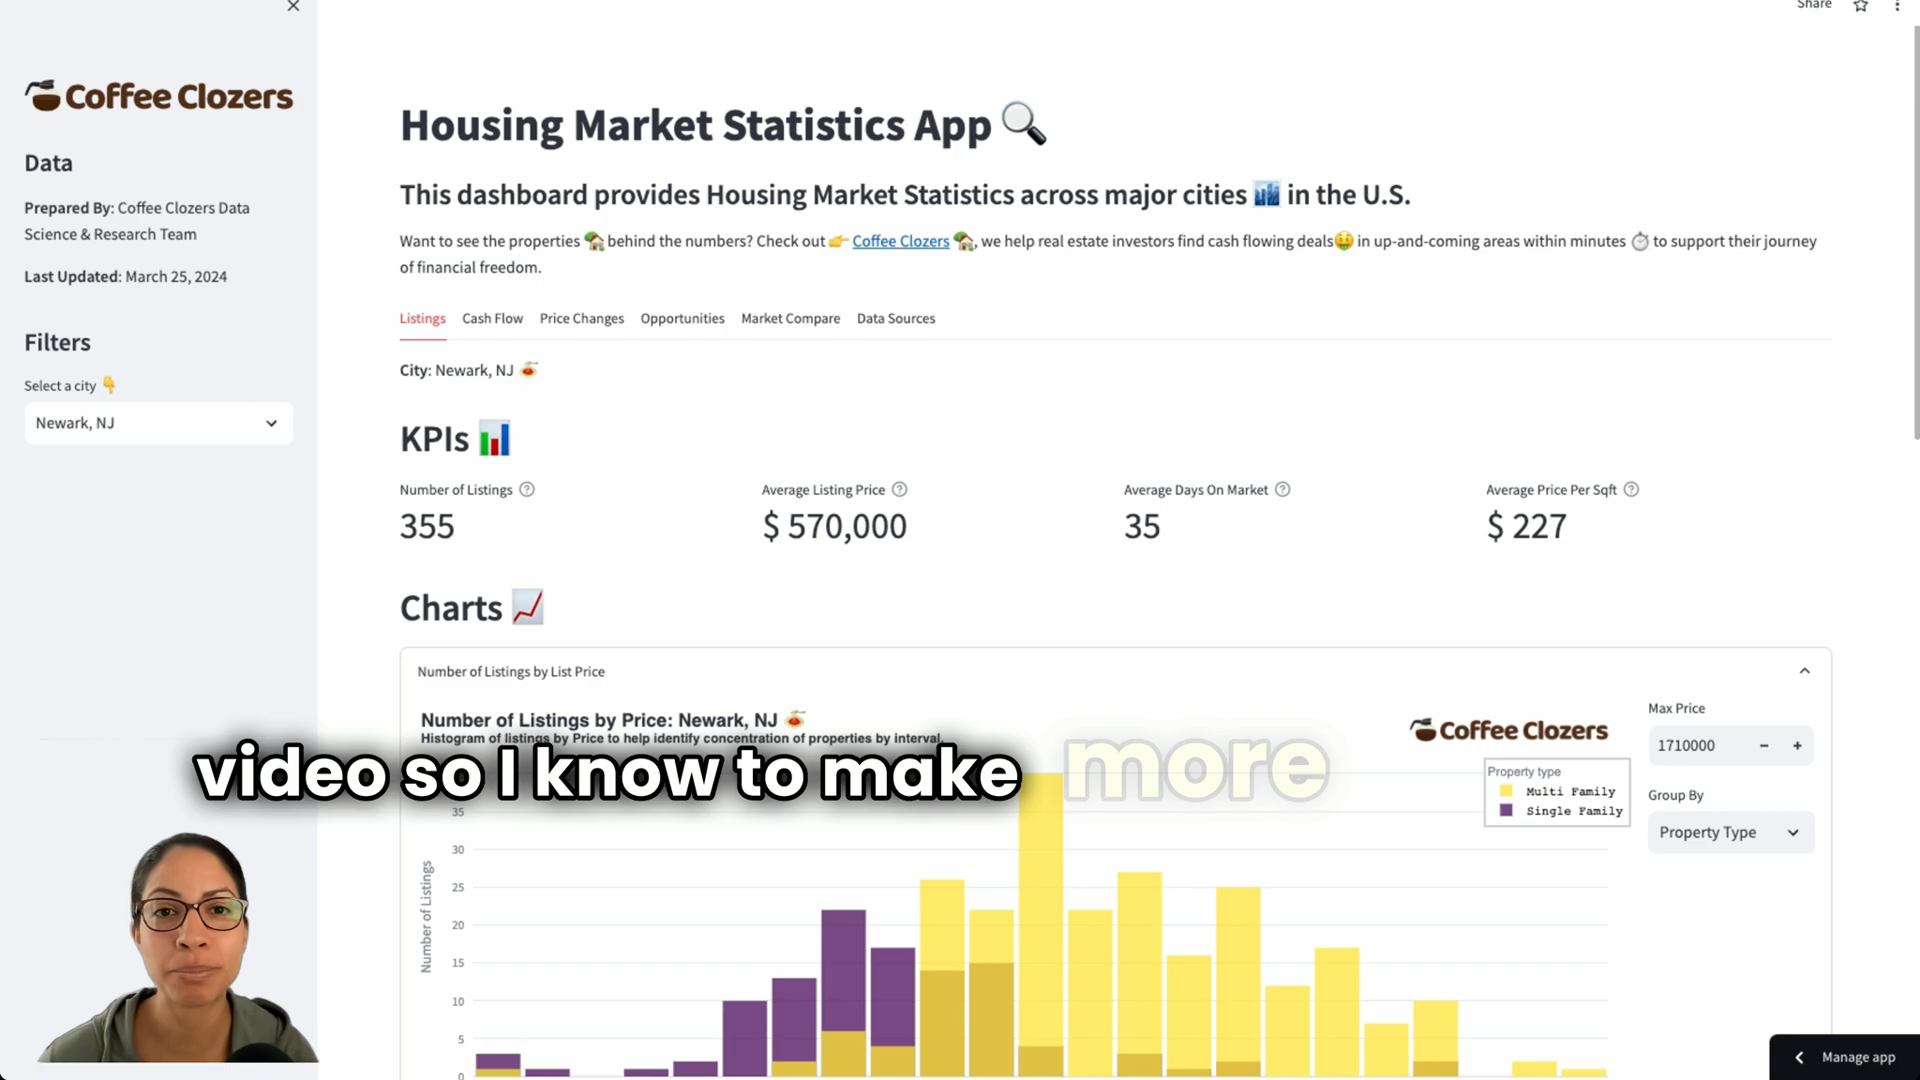 Share
Coffee Clozers
Data
Prepared By: Coffee Clozers Data
Science & Research Team
Last Updated: March 25, 2024
Filters
Select a city 👇
Newark, NJ
Housing Market Statistics App 🔍
This dashboard provides Housing Market Statistics across major cities 🏙️ in the U.S.
Want to see the properties 🏡 behind the numbers? Check out 👉 Coffee Clozers 🏡, we help real estate investors find cash flowing deals🤑 in up-and-coming areas within minutes ⏱️ to support their journey
of financial freedom.
Listings Cash Flow Price Changes Opportunities Market Compare Data Sources
City: Newark, NJ 🍝
KPIs 📊
Number of Listings Average Listing Price Average Days On Market Average Price Per Sqft
355 $ 570,000 35 $ 227
Charts 📈
Number of Listings by List Price
Number of Listings by Price: Newark, NJ 🍝
Histogram of listings by Price to help identify concentration of properties by interval.
Coffee Clozers
Max Price
1710000 − +
Property type
Multi Family
Single Family
Group By
Property Type
video so I know to make more
Number of Listings
35
30
25
20
15
10
5
0
Manage app